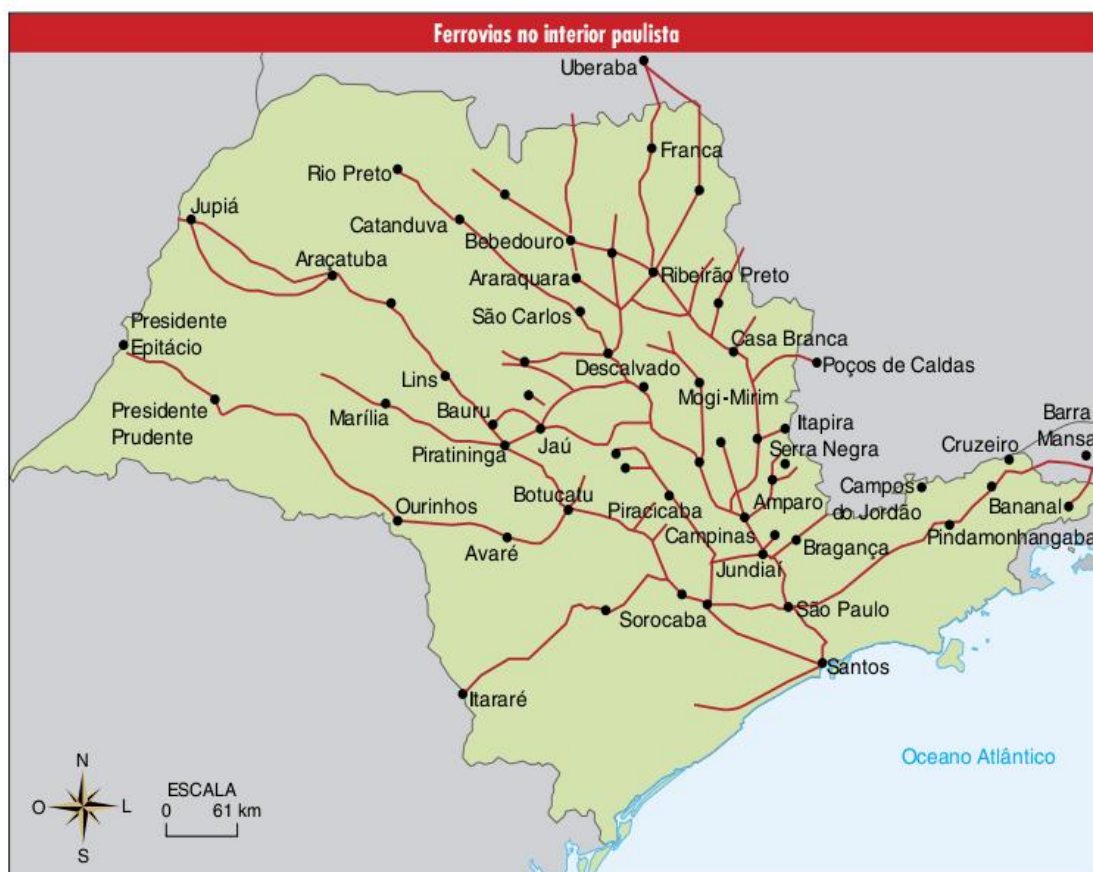 Ferrovias no interior paulista
Uberaba
Franca
Rio Preto
Jupiá
Catanduva
Bebedouro
Araçatuba
Araraquara
Ribeirão Preto
São Carlos
Presidente
Epitácio
Casa Branca
Descalvado
Poços de Caldas
Lins
Mogi-Mirim
Presidente
Prudente
Marília
Bauru
Jaú
Itapira
Barra
Mansa
Piratininga
Serra Negra
Cruzeiro
Botucatu
Campos
do Jordão
Ourinhos
Piracicaba
Amparo
Bananal
Avaré
Campinas
Bragança
Pindamonhangaba
Jundiaí
Sorocaba
São Paulo
Santos
Itararé
Oceano Atlântico
N
O
L
S
ESCALA
0 61 km